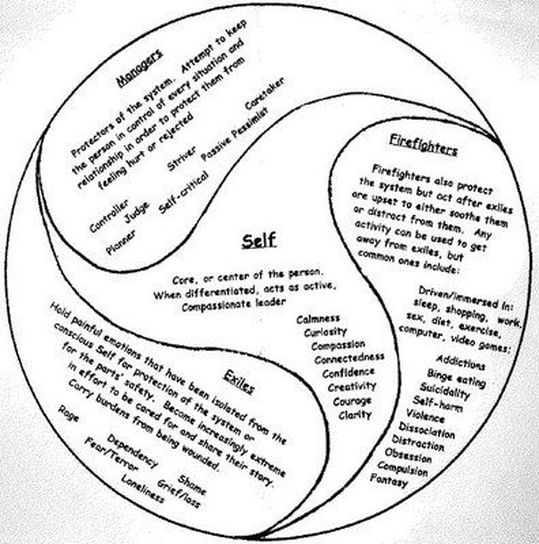 Managers
Protectors of the system. Attempt to keep
the person in control of every situation and
relationship in order to protect them from
feeling hurt or rejected
Controller
Judge
Planner
Striver
Self-critical
Caretaker
Passive Pessimist
Firefighters
Firefighters also protect
the system but act after exiles
are upset to either soothe them
or distract from them. Any
activity can be used to get
away from exiles, but
common ones include:
Driven/immersed in:
sleep, shopping, work,
sex, diet, exercise,
computer, video games;
Addictions
Binge eating
Suicidality
Self-harm
Violence
Dissociation
Distraction
Obsession
Compulsion
Fantasy
Self
Core, or center of the person.
When differentiated, acts as active,
Compassionate leader
Calmness
Curiosity
Compassion
Connectedness
Confidence
Creativity
Courage
Clarity
Exiles
Hold painful emotions that have been isolated from the
conscious Self for protection of the system or
for the parts' safety. Become increasingly extreme
in effort to be cared for and share their story.
Carry burdens from being wounded.
Rage
Dependency
Shame
Fear/Terror
Grief/loss
Loneliness